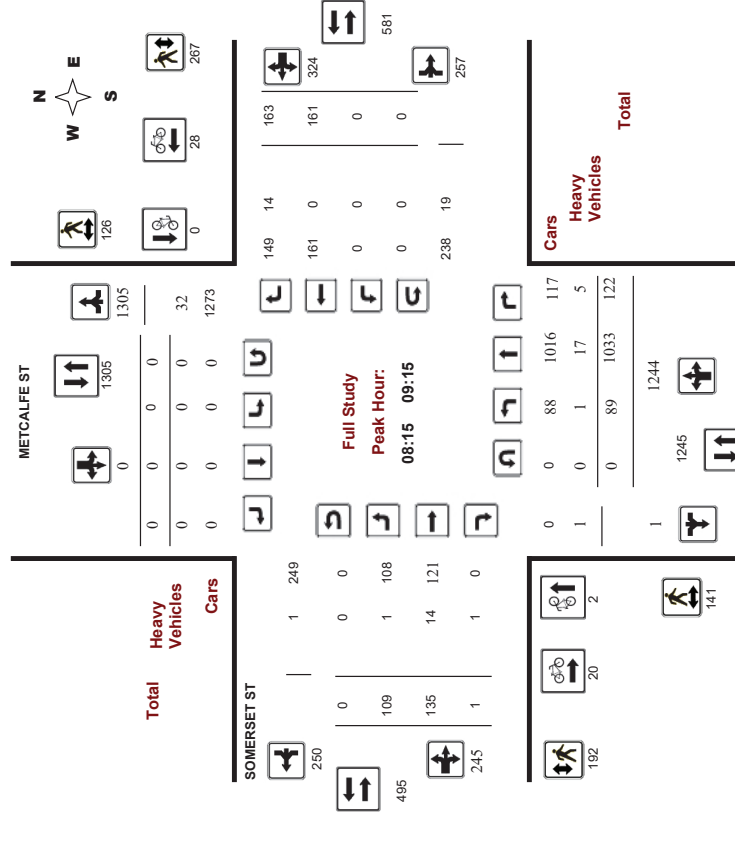 METCALFE ST
N
W E
S
1305
0
1305
126
0
28
267
0 0 0 0
0 0 0 0 32
0 0 0 0 1273
Total
Heavy
Vehicles
Cars
SOMERSET ST
250
495
245
1 249
0 0 0
109 1 108
135 14 121
1 1 0
Full Study
Peak Hour:
08:15 09:15
149 14 163
161 0 161
0 0 0
0 0 0
238 19
324
581
257
0 0 88 1016 117
1 0 1 17 5
0 89 1033 122
1
1245
1244
Cars
Heavy
Vehicles
Total
192
20
2
141